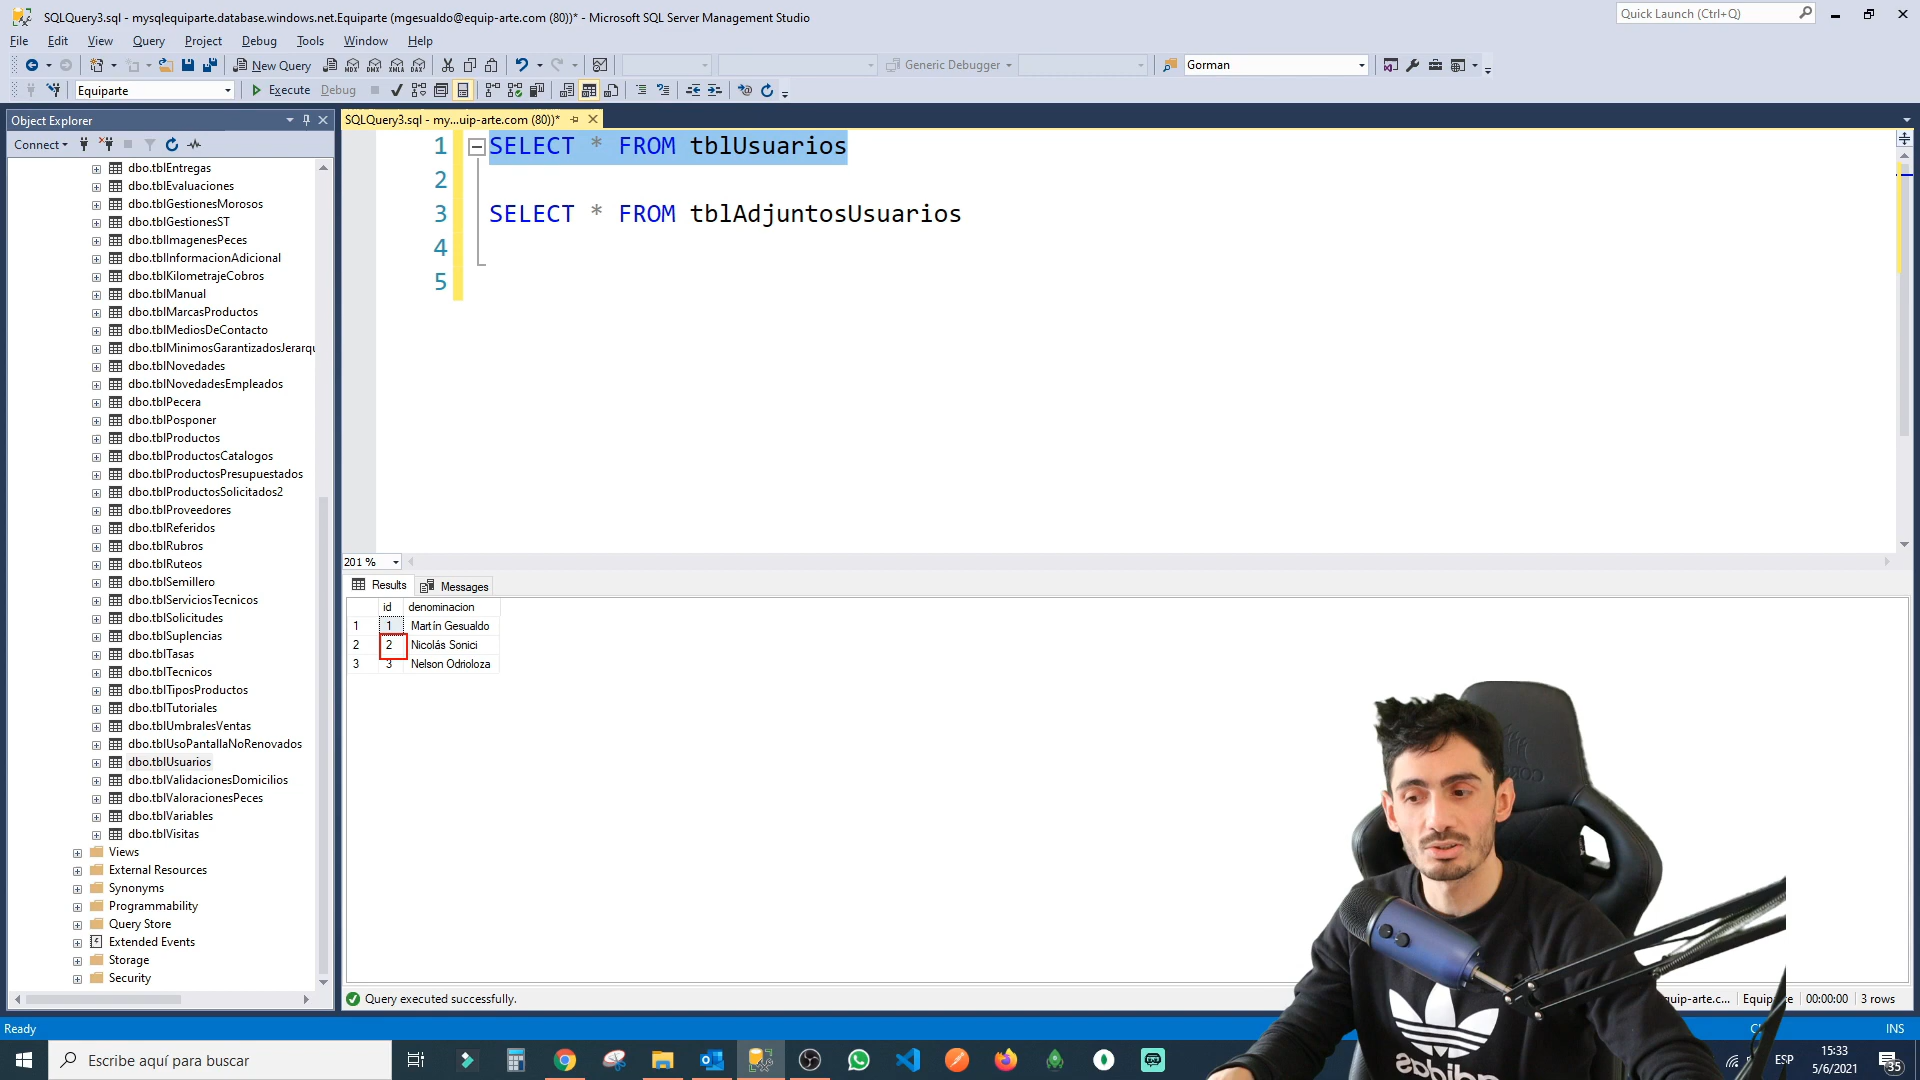 SQLQuery3.sql - mysqlequiparte.database.windows.net.Equiparte (mgesualdo@equip-arte.com (80))* - Microsoft SQL Server Management Studio
Quick Launch (Ctrl+Q)
File Edit View Query Project Debug Tools Window Help
New Query
Generic Debugger
Gorman
Equiparte
Execute
Debug
Object Explorer
SQLQuery3.sql - my...uip-arte.com (80))*
Connect
dbo.tblEntregas
dbo.tblEvaluaciones
dbo.tblGestionesMorosos
dbo.tblGestionesST
dbo.tblImagenesPeces
dbo.tblInformacionAdicional
dbo.tblKilometrajeCobros
dbo.tblManual
dbo.tblMarcasProductos
dbo.tblMediosDeContacto
dbo.tblMinimosGarantizadosJerarqu
dbo.tblNovedades
dbo.tblNovedadesEmpleados
dbo.tblPecera
dbo.tblPosponer
dbo.tblProductos
dbo.tblProductosCatalogos
dbo.tblProductosPresupuestados
dbo.tblProductosSolicitados2
dbo.tblProveedores
dbo.tblReferidos
dbo.tblRubros
dbo.tblRuteos
dbo.tblSemillero
dbo.tblServiciosTecnicos
dbo.tblSolicitudes
dbo.tblSuplencias
dbo.tblTasas
dbo.tblTecnicos
dbo.tblTiposProductos
dbo.tblTutoriales
dbo.tblUmbralesVentas
dbo.tblUsoPantallaNoRenovados
dbo.tblUsuarios
dbo.tblValidacionesDomicilios
dbo.tblValoracionesPeces
dbo.tblVariables
dbo.tblVisitas
Views
External Resources
Synonyms
Programmability
Query Store
Extended Events
Storage
Security
1 SELECT * FROM tblUsuarios
2
3 SELECT * FROM tblAdjuntosUsuarios
4
5
201 %
Results Messages
id denominacion
1 1 Martín Gesualdo
2 2 Nicolás Sonici
3 3 Nelson Odrioloza
Query executed successfully.
uip-arte.c... Equip e 00:00:00 3 rows
Ready
INS
Escribe aquí para buscar
ESP
15:33
5/6/2021
35
adidas